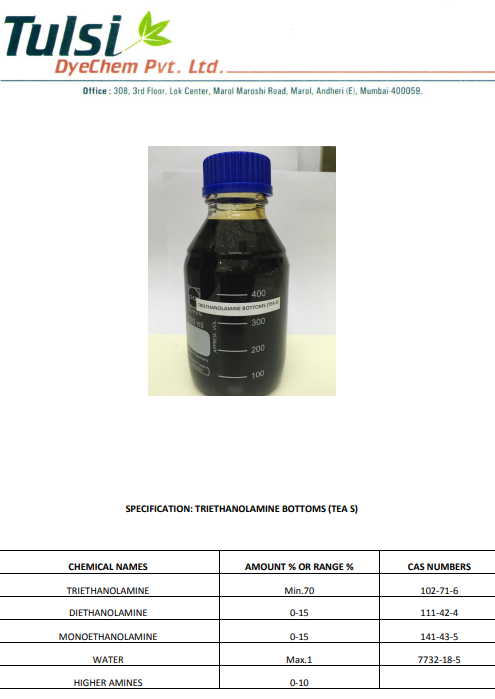 Tulsi
DyeChem Pvt. Ltd.
Office : 308, 3rd Floor, Lok Center, Marol Maroshi Road, Marol, Andheri (E), Mumbai-400059.
400
TRIETHANOLAMINE BOTTOMS (TEA S)
ml
300
APPROX. VOL.
200
100
SPECIFICATION: TRIETHANOLAMINE BOTTOMS (TEA S)
CHEMICAL NAMES AMOUNT % OR RANGE % CAS NUMBERS
TRIETHANOLAMINE Min.70 102-71-6
DIETHANOLAMINE 0-15 111-42-4
MONOETHANOLAMINE 0-15 141-43-5
WATER Max.1 7732-18-5
HIGHER AMINES 0-10